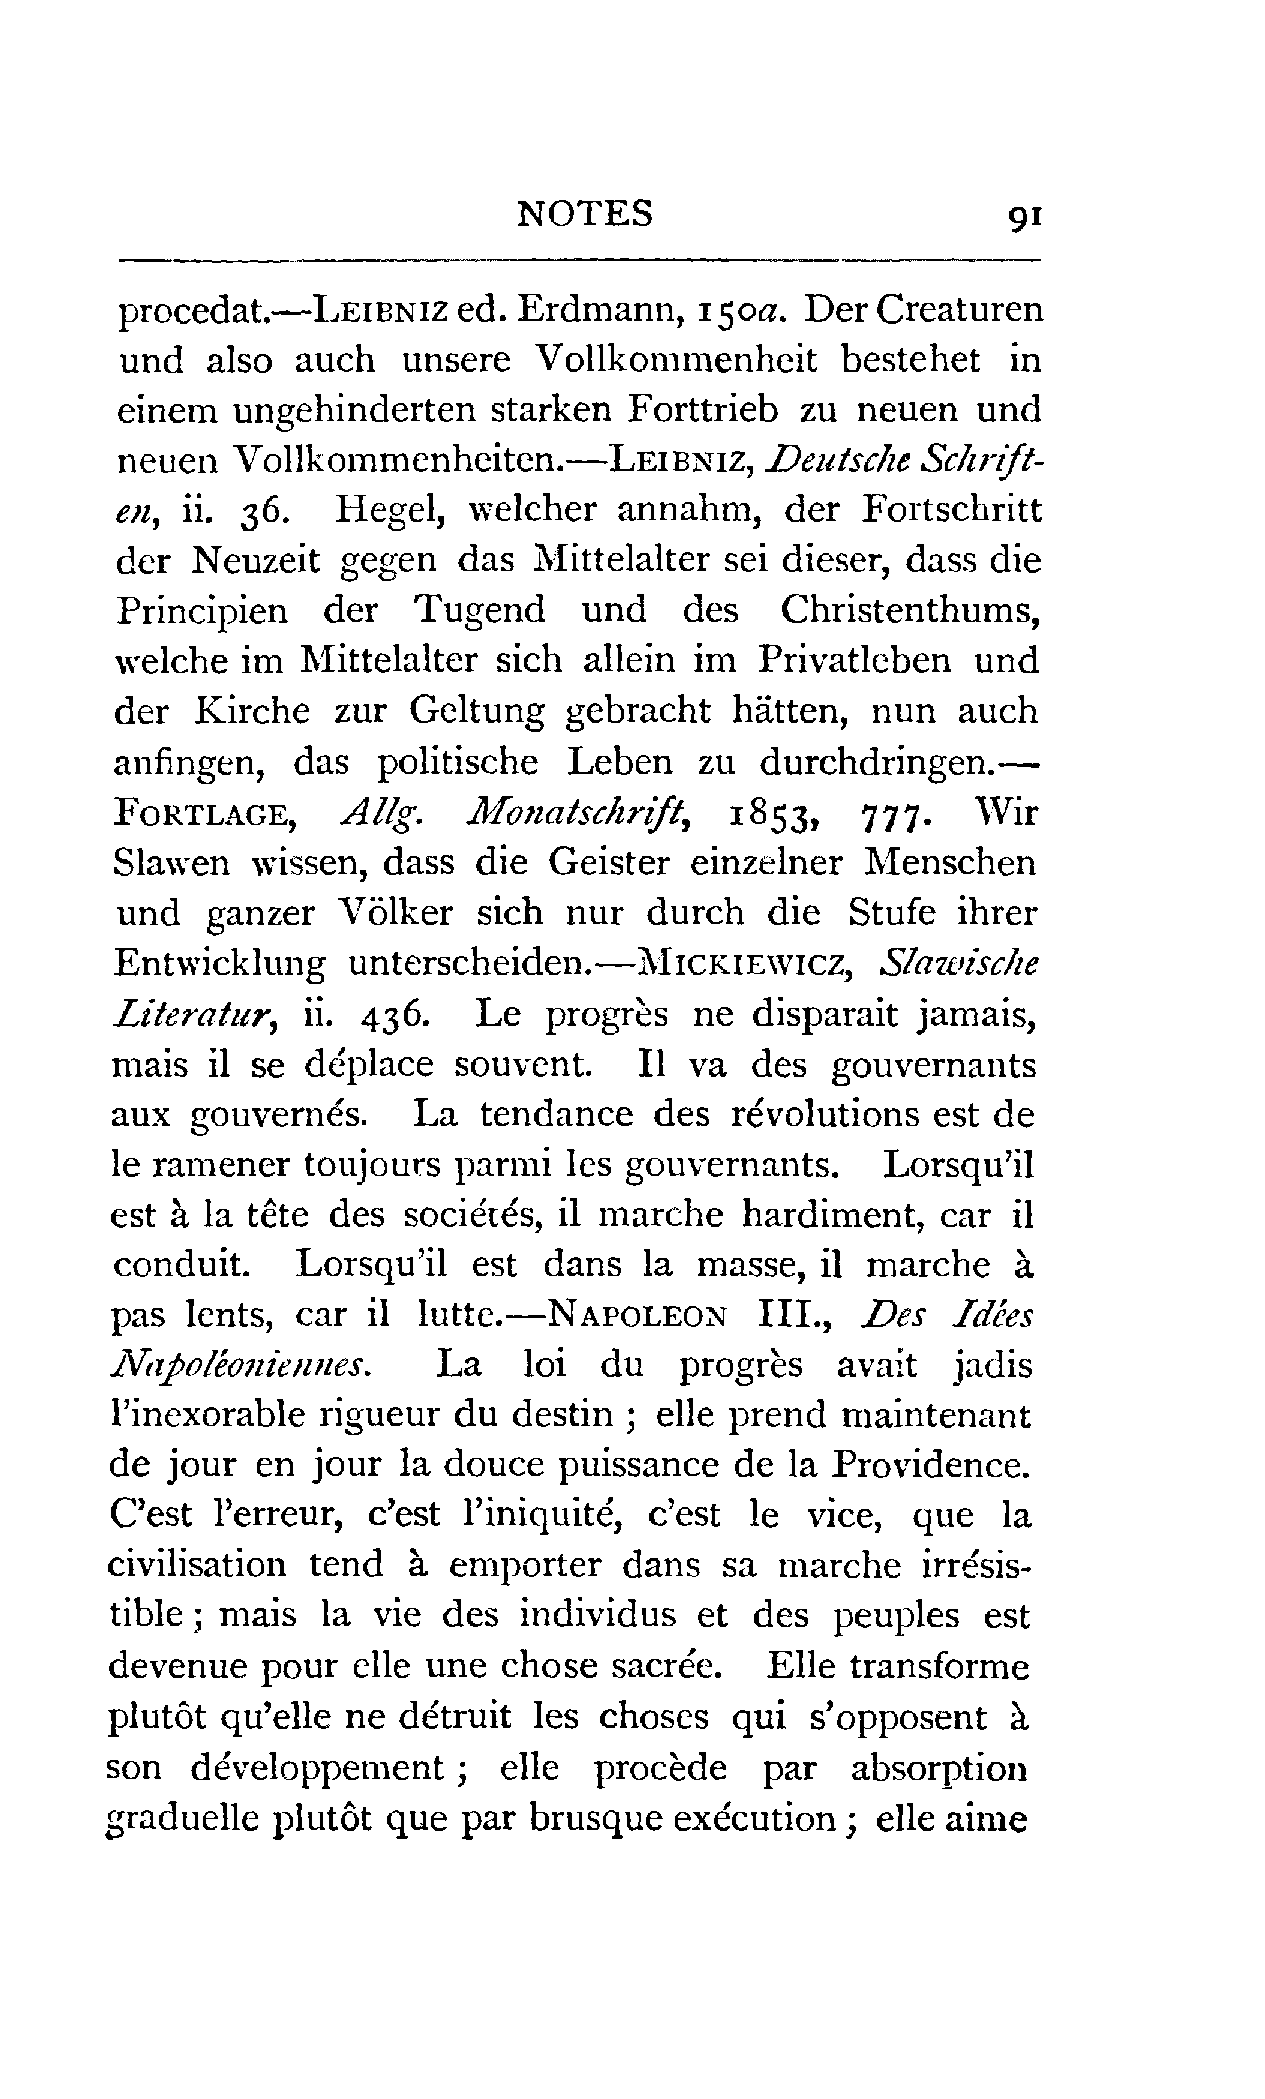 NOTES 91
procedat.—LEIBNIZ ed. Erdmann, 150a. Der Creaturen
und also auch unsere Vollkommenheit bestehet in
einem ungehinderten starken Forttrieb zu neuen und
neuen Vollkommenheiten.—LEIBNIZ, Deutsche Schrift-
en, ii. 36. Hegel, welcher annahm, der Fortschritt
der Neuzeit gegen das Mittelalter sei dieser, dass die
Principien der Tugend und des Christenthums,
welche im Mittelalter sich allein im Privatleben und
der Kirche zur Geltung gebracht hätten, nun auch
anfingen, das politische Leben zu durchdringen.—
FORTLAGE, Allg. Monatschrift, 1853, 777. Wir
Slawen wissen, dass die Geister einzelner Menschen
und ganzer Völker sich nur durch die Stufe ihrer
Entwicklung unterscheiden.—MICKIEWICZ, Slawische
Literatur, ii. 436. Le progrès ne disparait jamais,
mais il se déplace souvent. Il va des gouvernants
aux gouvernés. La tendance des révolutions est de
le ramener toujours parmi les gouvernants. Lorsqu'il
est à la tête des sociétés, il marche hardiment, car il
conduit. Lorsqu'il est dans la masse, il marche à
pas lents, car il lutte.—NAPOLEON III., Des Idées
Napoléoniennes. La loi du progrès avait jadis
l'inexorable rigueur du destin ; elle prend maintenant
de jour en jour la douce puissance de la Providence.
C'est l'erreur, c'est l'iniquité, c'est le vice, que la
civilisation tend à emporter dans sa marche irrésis-
tible ; mais la vie des individus et des peuples est
devenue pour elle une chose sacrée. Elle transforme
plutôt qu'elle ne détruit les choses qui s'opposent à
son développement ; elle procède par absorption
graduelle plutôt que par brusque exécution ; elle aime